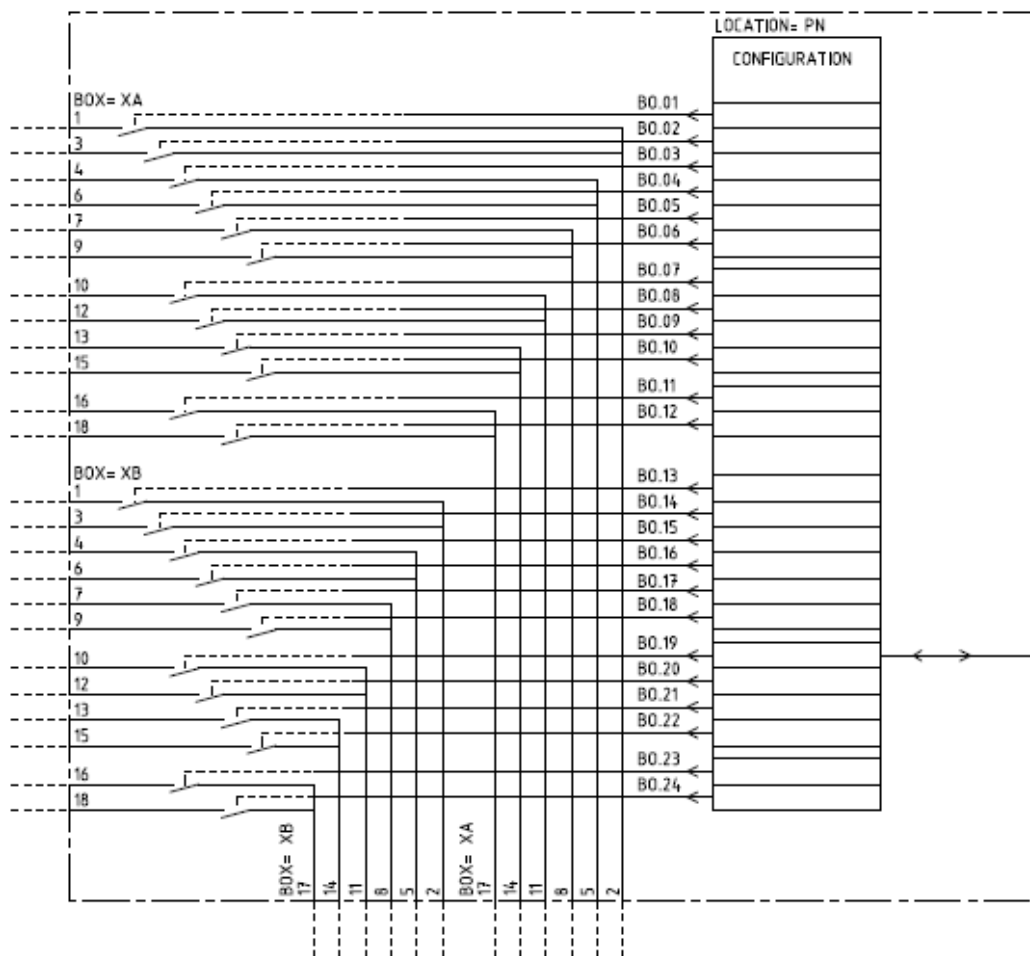 LOCATION= PN
CONFIGURATION
BOX= XA
BO.01
1
BO.02
3
BO.03
4
BO.04
6
BO.05
7
BO.06
9
BO.07
10
BO.08
12
BO.09
13
BO.10
15
BO.11
16
BO.12
18
BOX= XB
BO.13
1
BO.14
3
BO.15
4
BO.16
6
BO.17
7
BO.18
9
BO.19
10
BO.20
12
BO.21
13
BO.22
15
BO.23
16
BO.24
18
BOX= XB
17
14
11
8
5
2
BOX= XA
17
14
11
8
5
2